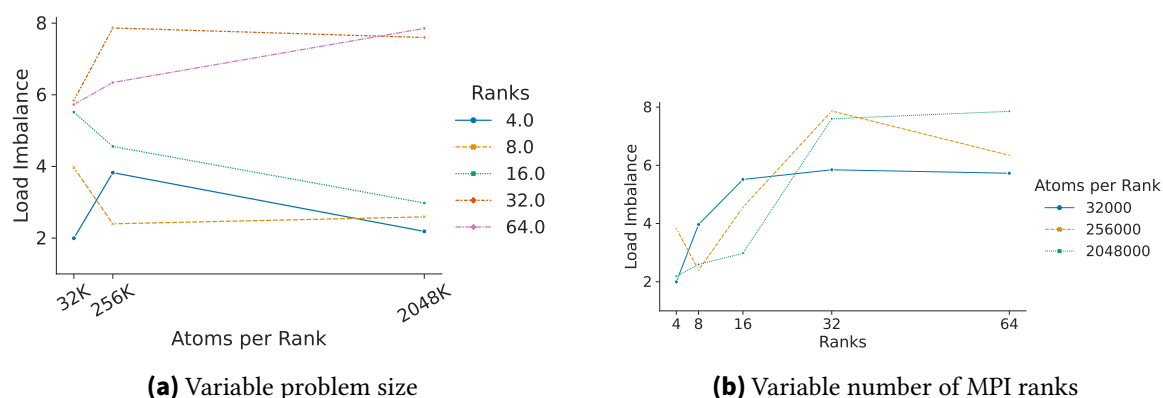 8
6
4
2
Load Imbalance
32K
256K
2048K
Atoms per Rank
Ranks
4.0
8.0
16.0
32.0
64.0
(a) Variable problem size
8
6
4
2
Load Imbalance
4 8 16 32 64
Ranks
Atoms per Rank
32000
256000
2048000
(b) Variable number of MPI ranks